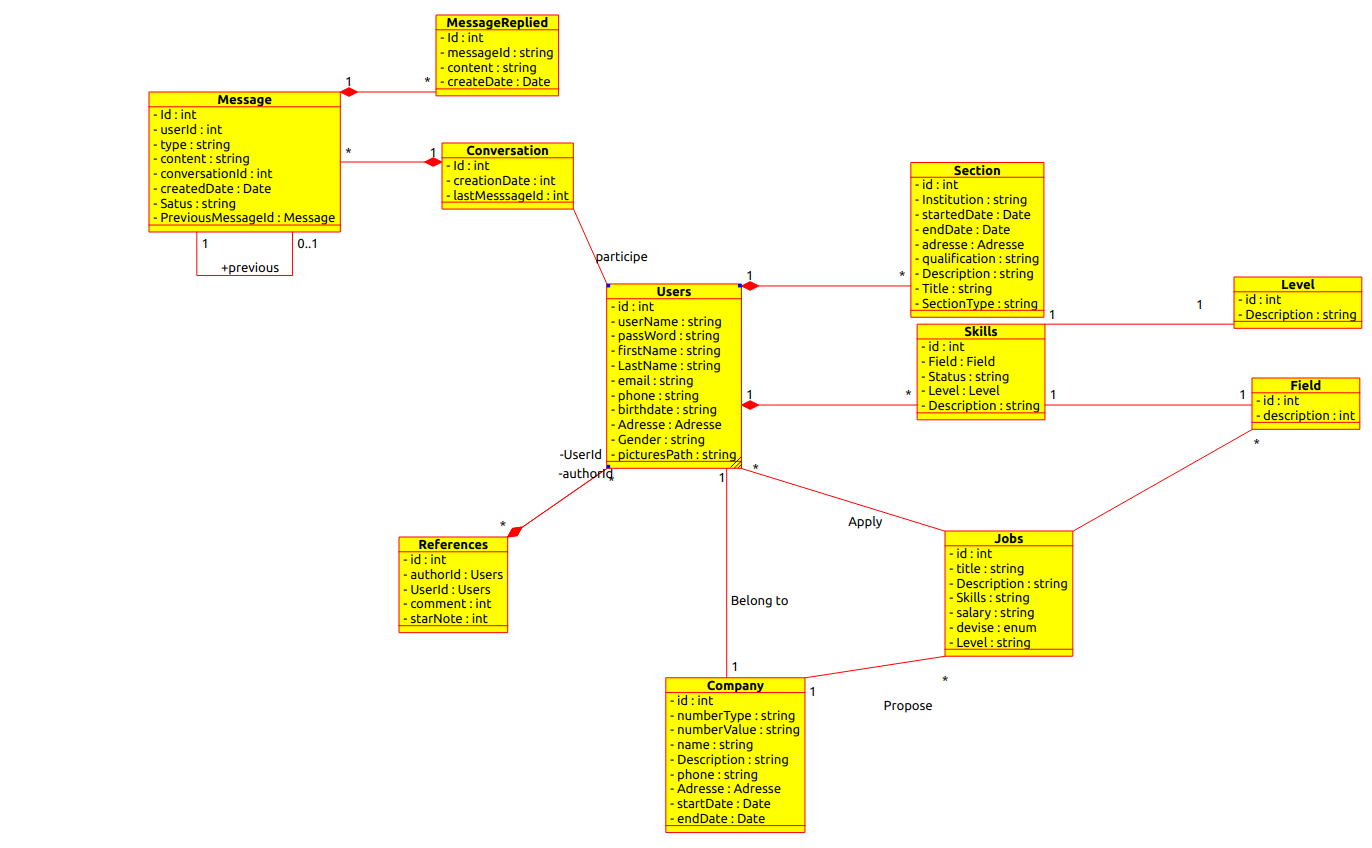 MessageReplied
- Id : int
- messageId : string
- content : string
- createDate : Date
1
*
Message
- Id : int
- userId : int
- type : string
- content : string
- conversationId : int
- createdDate : Date
- Satus : string
- PreviousMessageId : Message
1
0..1
+previous
*
1
Conversation
- Id : int
- creationDate : int
- lastMesssageId : int
participe
Section
- id : int
- Institution : string
- startedDate : Date
- endDate : Date
- adresse : Adresse
- qualification : string
- Description : string
- Title : string
- SectionType : string
1
*
Users
- id : int
- userName : string
- passWord : string
- firstName : string
- LastName : string
- email : string
- phone : string
- birthdate : string
- Adresse : Adresse
- Gender : string
- picturesPath : string
Level
- id : int
- Description : string
1
1
Skills
- id : int
- Field : Field
- Status : string
- Level : Level
- Description : string
1
*
1
1
Field
- id : int
- description : int
*
-UserId
-authorId
*
*
References
- id : int
- authorId : Users
- UserId : Users
- comment : int
- starNote : int
1
*
Apply
Jobs
- id : int
- title : string
- Description : string
- Skills : string
- salary : string
- devise : enum
- Level : string
Belong to
1
1
*
Propose
Company
- id : int
- numberType : string
- numberValue : string
- name : string
- Description : string
- phone : string
- Adresse : Adresse
- startDate : Date
- endDate : Date